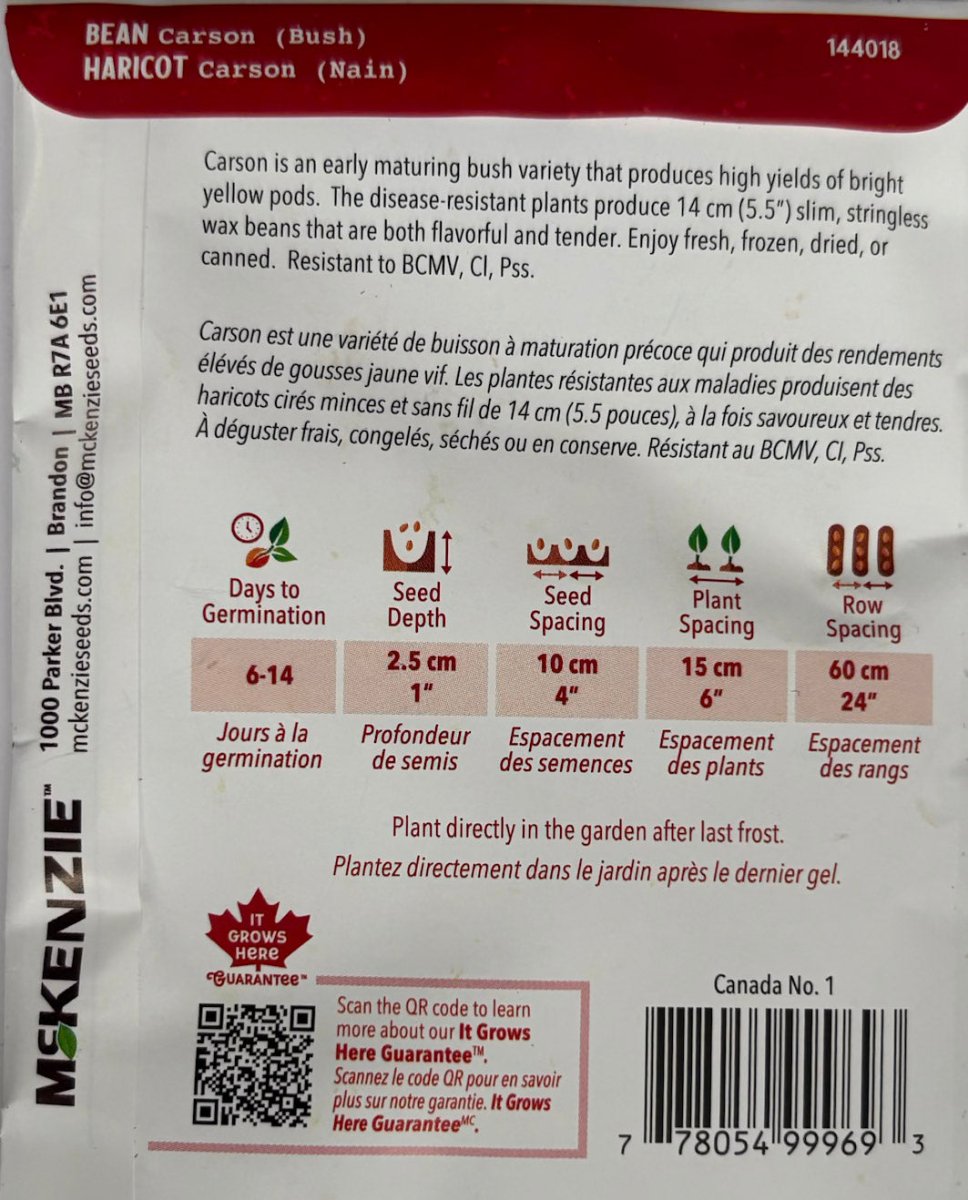 BEAN Carson (Bush)
HARICOT Carson (Nain)
144018
Carson is an early maturing bush variety that produces high yields of bright
yellow pods. The disease-resistant plants produce 14 cm (5.5") slim, stringless
wax beans that are both flavorful and tender. Enjoy fresh, frozen, dried, or
canned. Resistant to BCMV, Cl, Pss.
Carson est une variété de buisson à maturation précoce qui produit des rendements
élévés de gousses jaune vif. Les plantes résistantes aux maladies produisent des
haricots cirés minces et sans fil de 14 cm (5.5 pouces), à la fois savoureux et tendres.
À déguster frais, congelés, séchés ou en conserve. Résistant au BCMV, Cl, Pss.
Days to
Germination
6-14
Jours à la
germination
Seed
Depth
2.5 cm
1"
Profondeur
de semis
Seed
Spacing
10 cm
4"
Espacement
des semences
Plant
Spacing
15 cm
6"
Espacement
des plants
Row
Spacing
60 cm
24"
Espacement
des rangs
Plant directly in the garden after last frost.
Plantez directement dans le jardin après le dernier gel.
IT
GROWS
HERE
GUARANTEE™
Scan the QR code to learn
more about our It Grows
Here Guarantee™.
Scannez le code QR pour en savoir
plus sur notre garantie. It Grows
Here Guarantee^MC.
Canada No. 1
7 78054 99969 3
McKENZIE™
1000 Parker Blvd. | Brandon | MB R7A 6E1
mckenzieseeds.com | info@mckenzieseeds.com